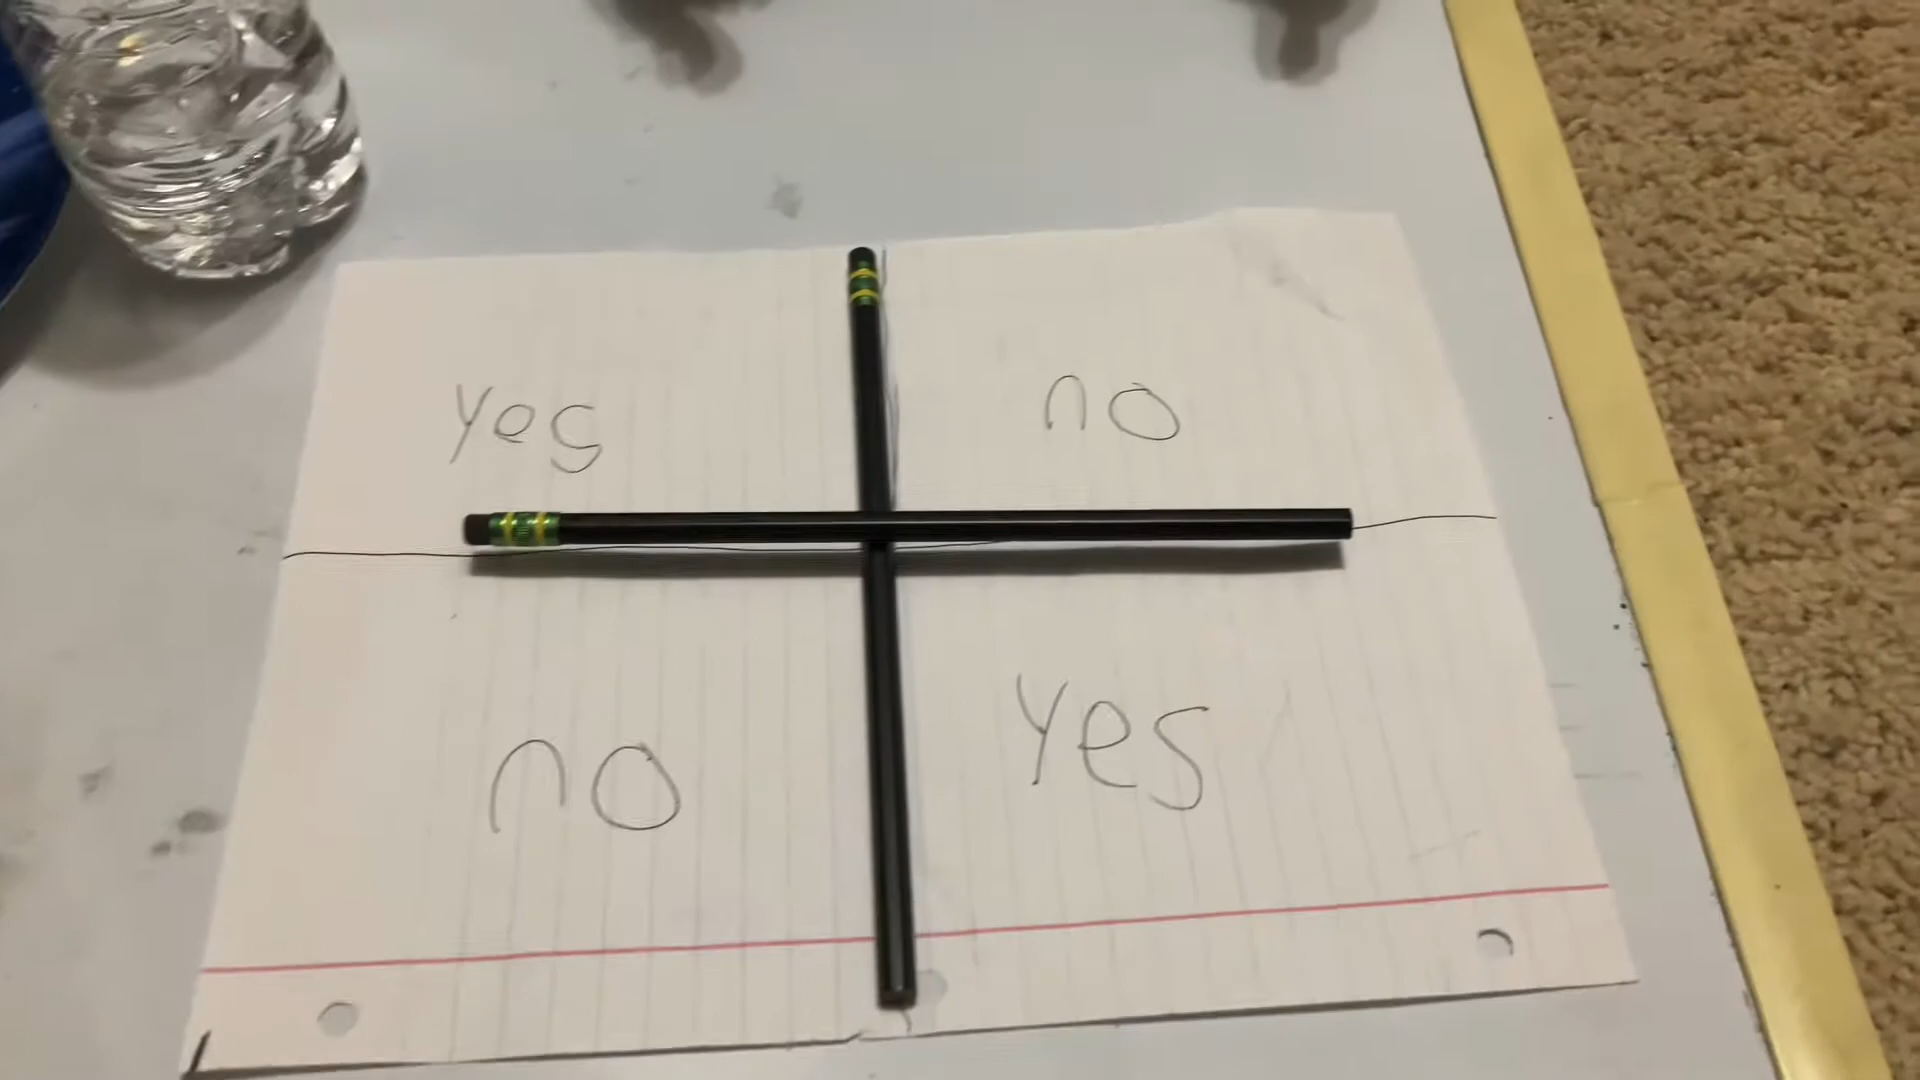 yes no
no yes